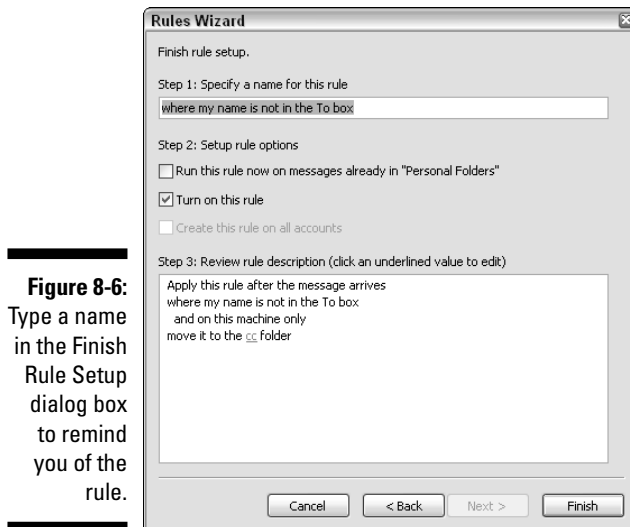 Rules Wizard
Finish rule setup.
Step 1: Specify a name for this rule
where my name is not in the To box
Step 2: Setup rule options
Run this rule now on messages already in "Personal Folders"
Turn on this rule
Create this rule on all accounts
Step 3: Review rule description (click an underlined value to edit)
Apply this rule after the message arrives
where my name is not in the To box
and on this machine only
move it to the cc folder
Cancel
< Back
Next >
Finish
Figure 8-6:
Type a name
in the Finish
Rule Setup
dialog box
to remind
you of the
rule.